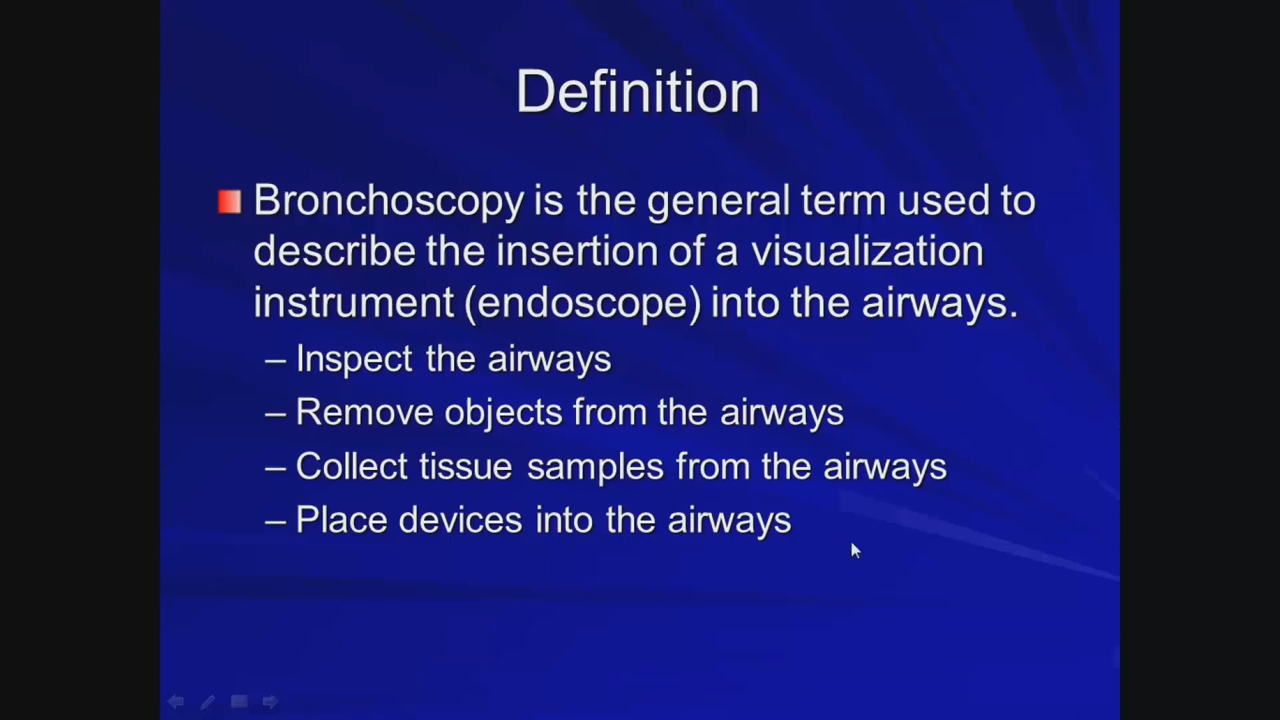 Definition
Bronchoscopy is the general term used to
describe the insertion of a visualization
instrument (endoscope) into the airways.
– Inspect the airways
– Remove objects from the airways
– Collect tissue samples from the airways
– Place devices into the airways